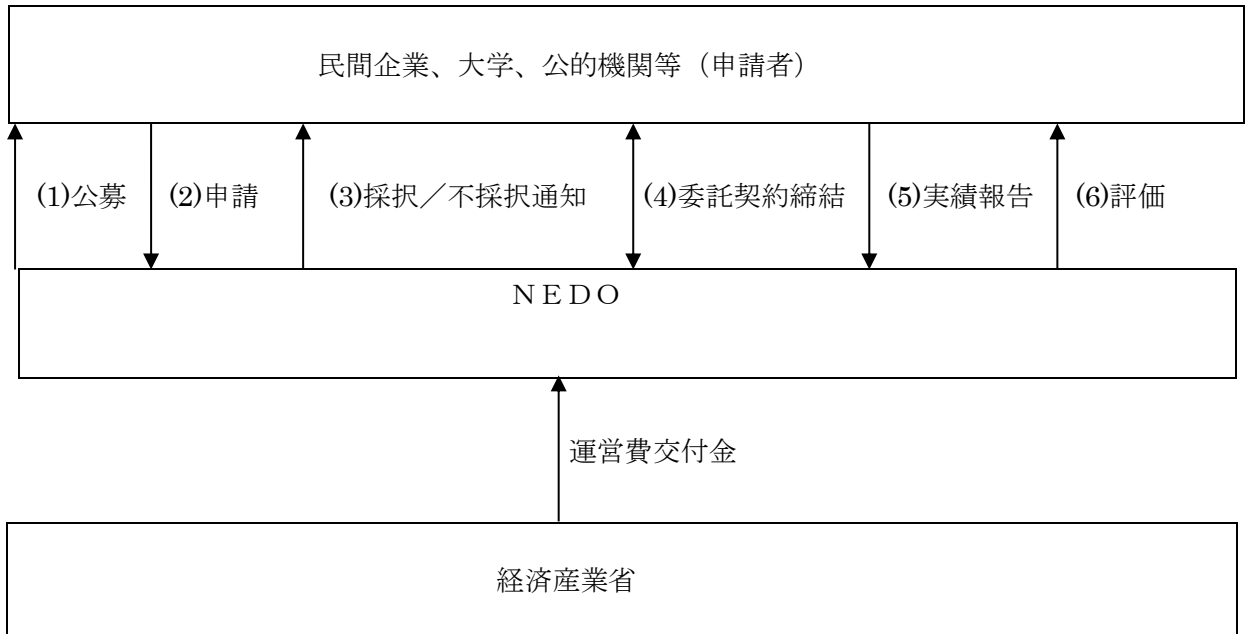 民間企業、大学、公的機関等（申請者）
(1)公募
(2)申請
(3)採択／不採択通知
(4)委託契約締結
(5)実績報告
(6)評価
ＮＥＤＯ
運営費交付金
経済産業省